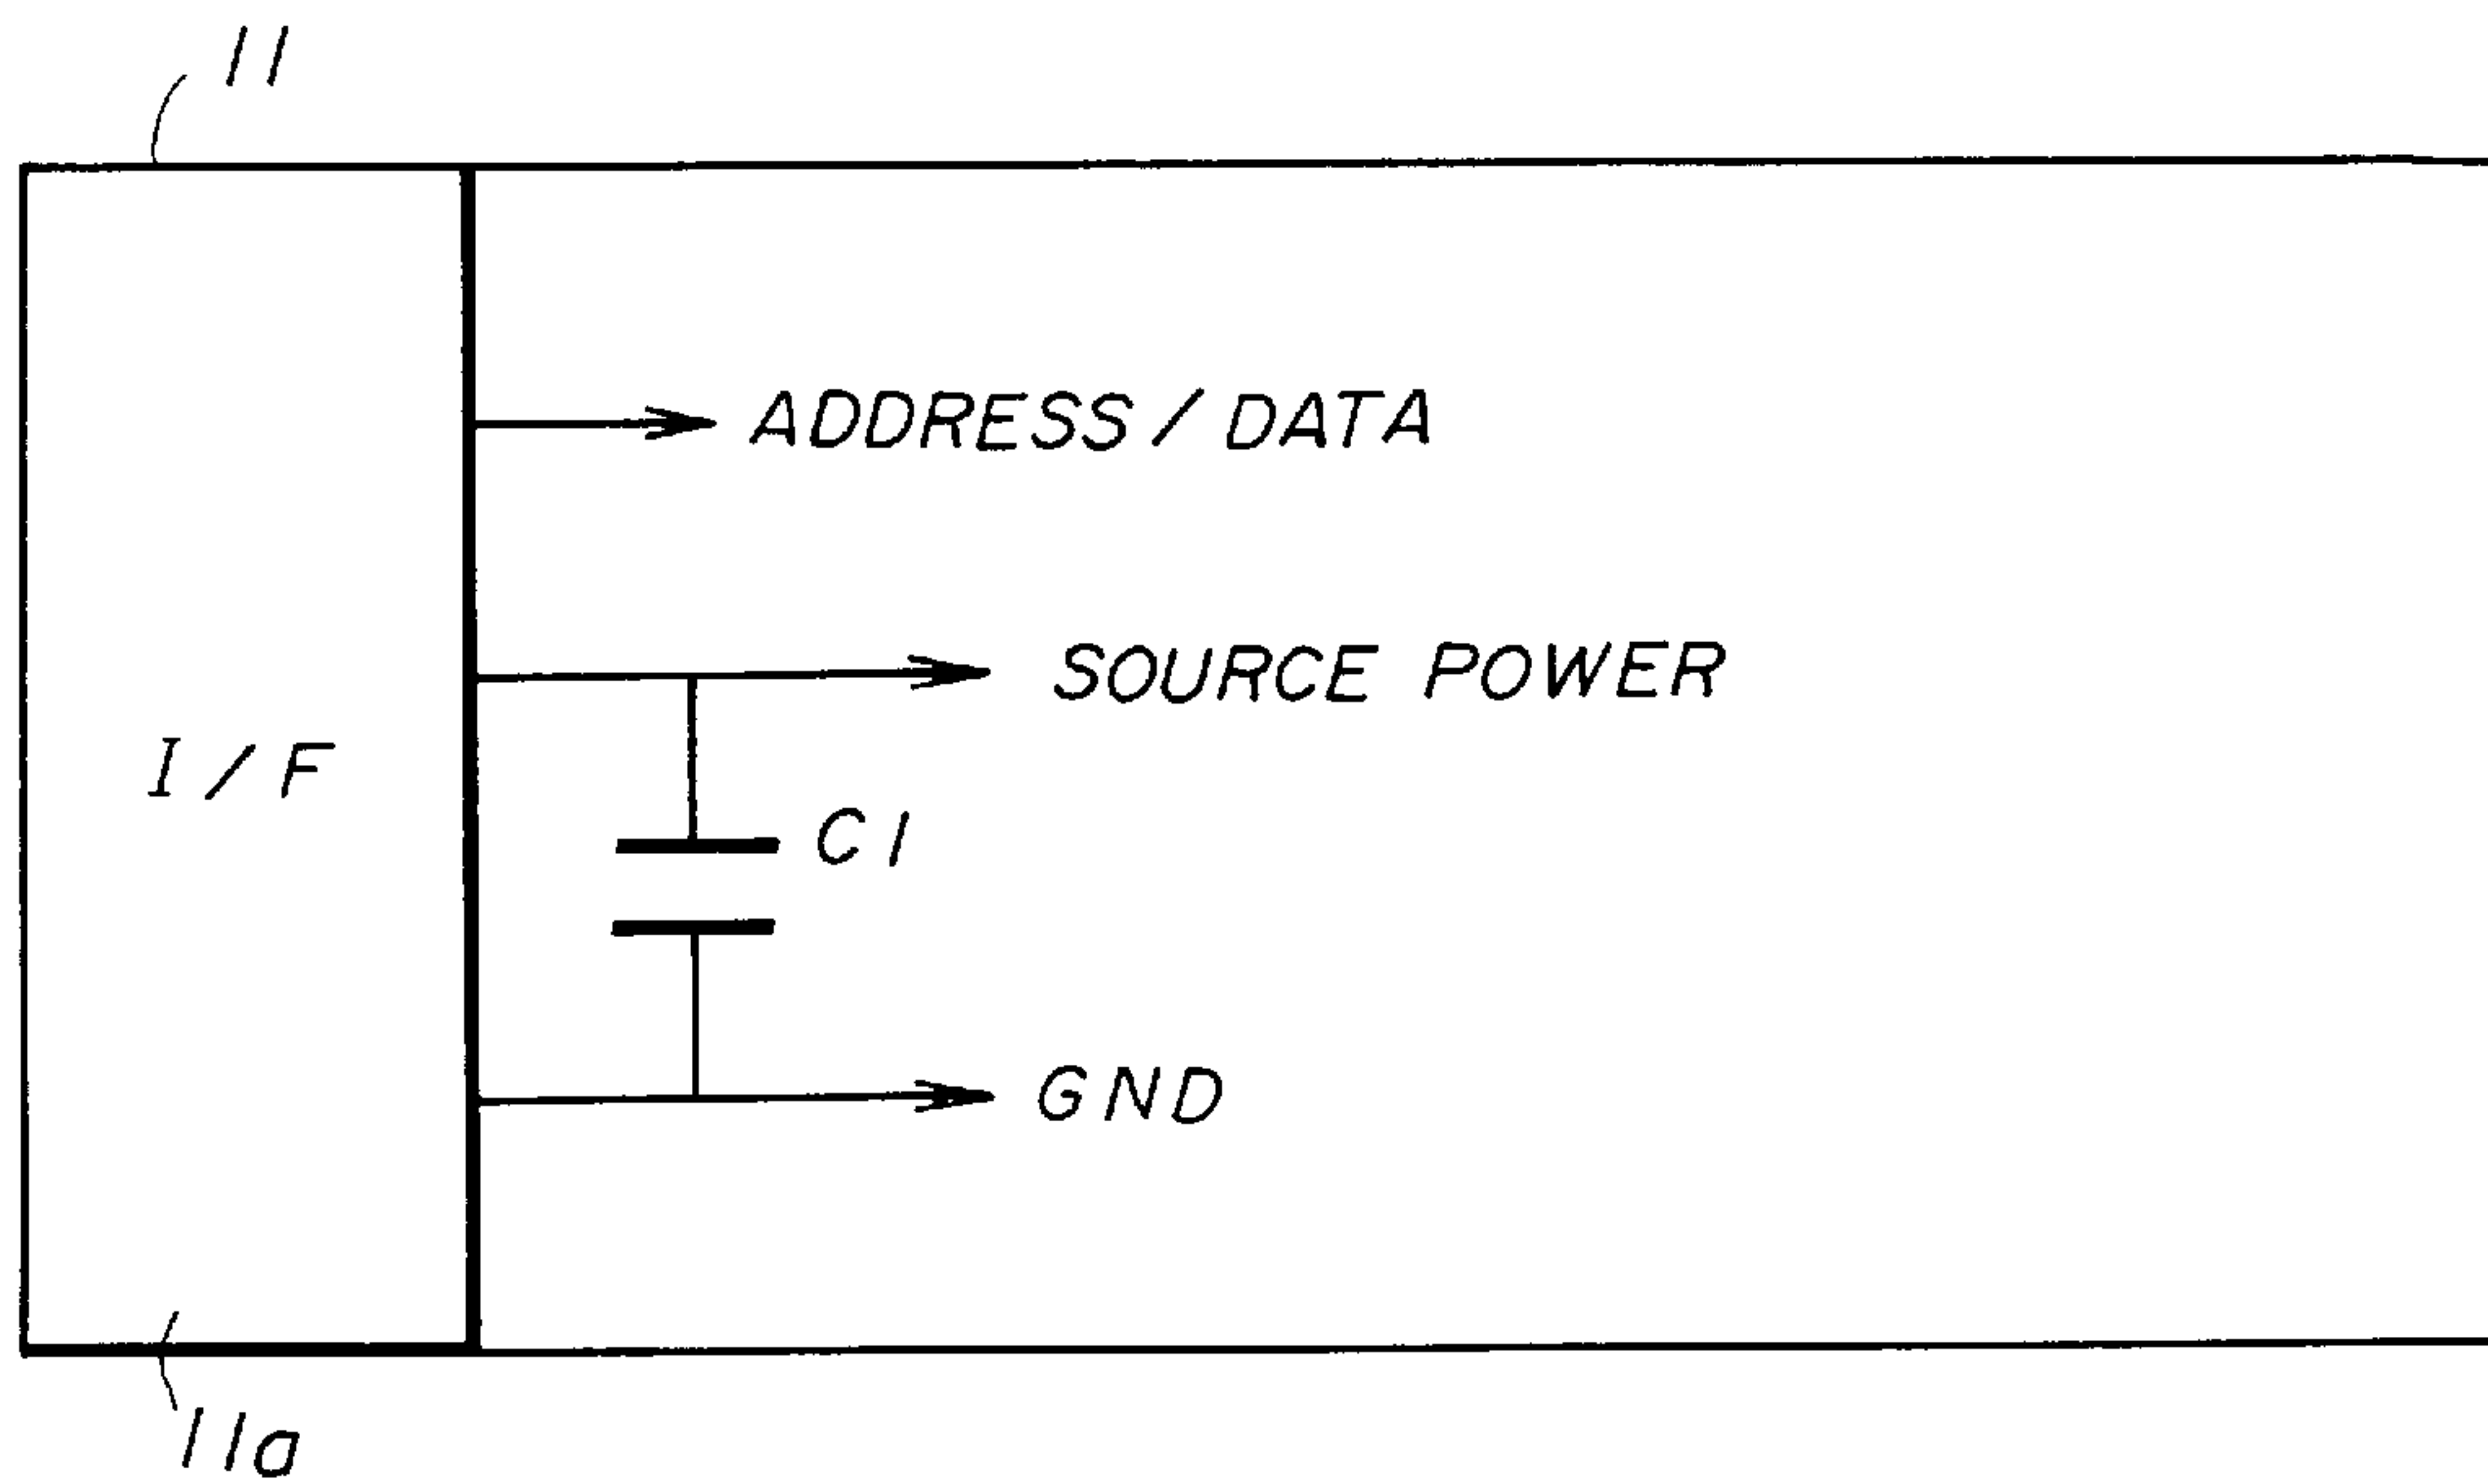 11
ADDRESS/DATA
SOURCE POWER
I/F
C1
GND
11a